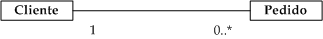 Cliente
Pedido
1
0..*